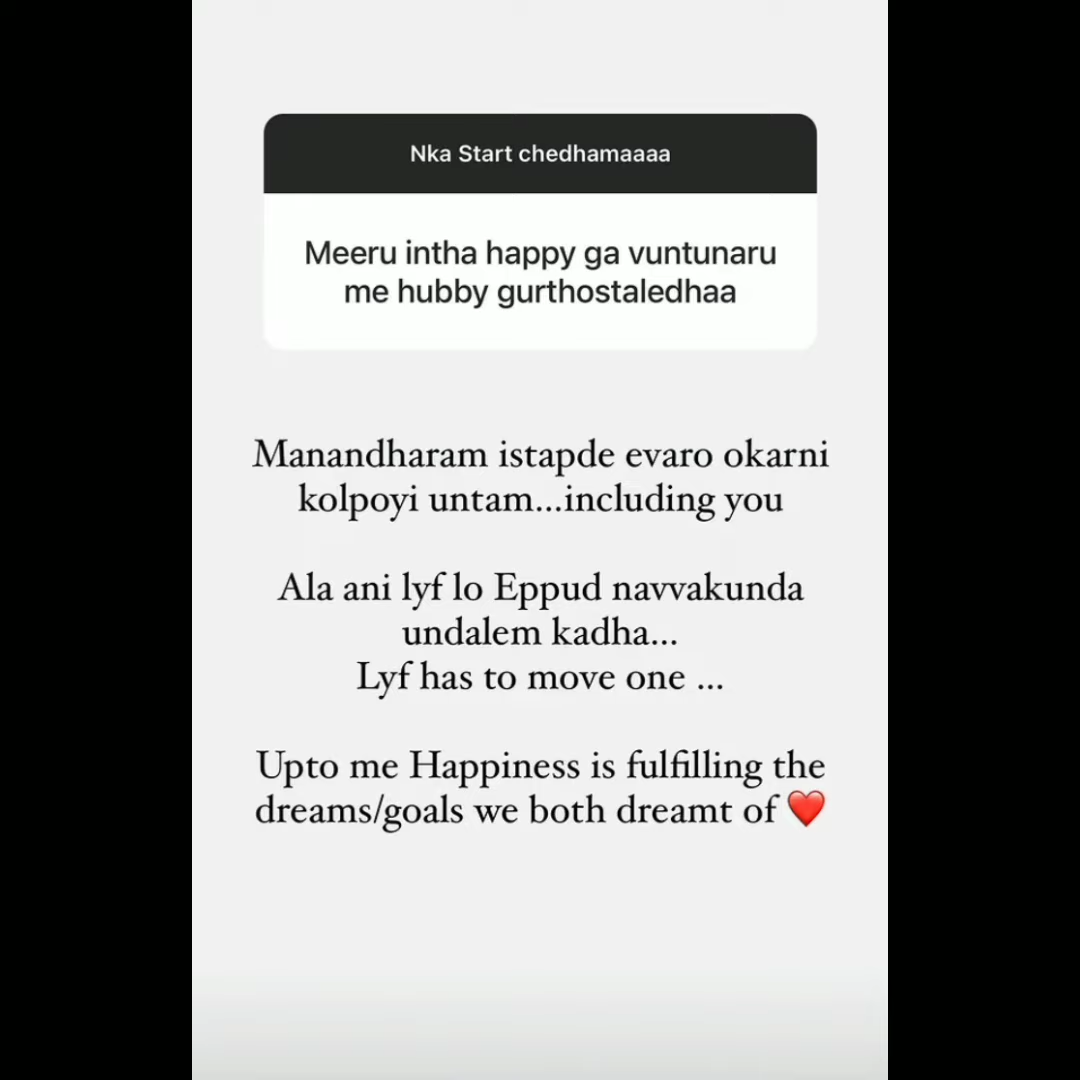 Nka Start chedhamaaaa
Meeru intha happy ga vuntunaru
me hubby gurthostaledhaa
Manandharam istapde evaro okarni
kolpoyi untam...including you
Ala ani lyf lo Eppud navvakunda
undalem kadha...
Lyf has to move one ...
Upto me Happiness is fulfilling the
dreams/goals we both dreamt of ❤️